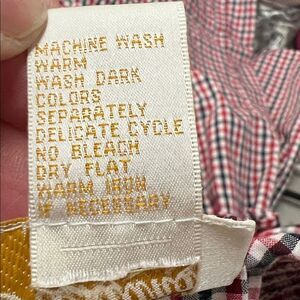 MACHINE WASH
WARM
WASH DARK
COLORS
SEPARATELY
DELICATE CYCLE
NO BLEACH
DRY FLAT
WARM IRON
IF NECESSARY